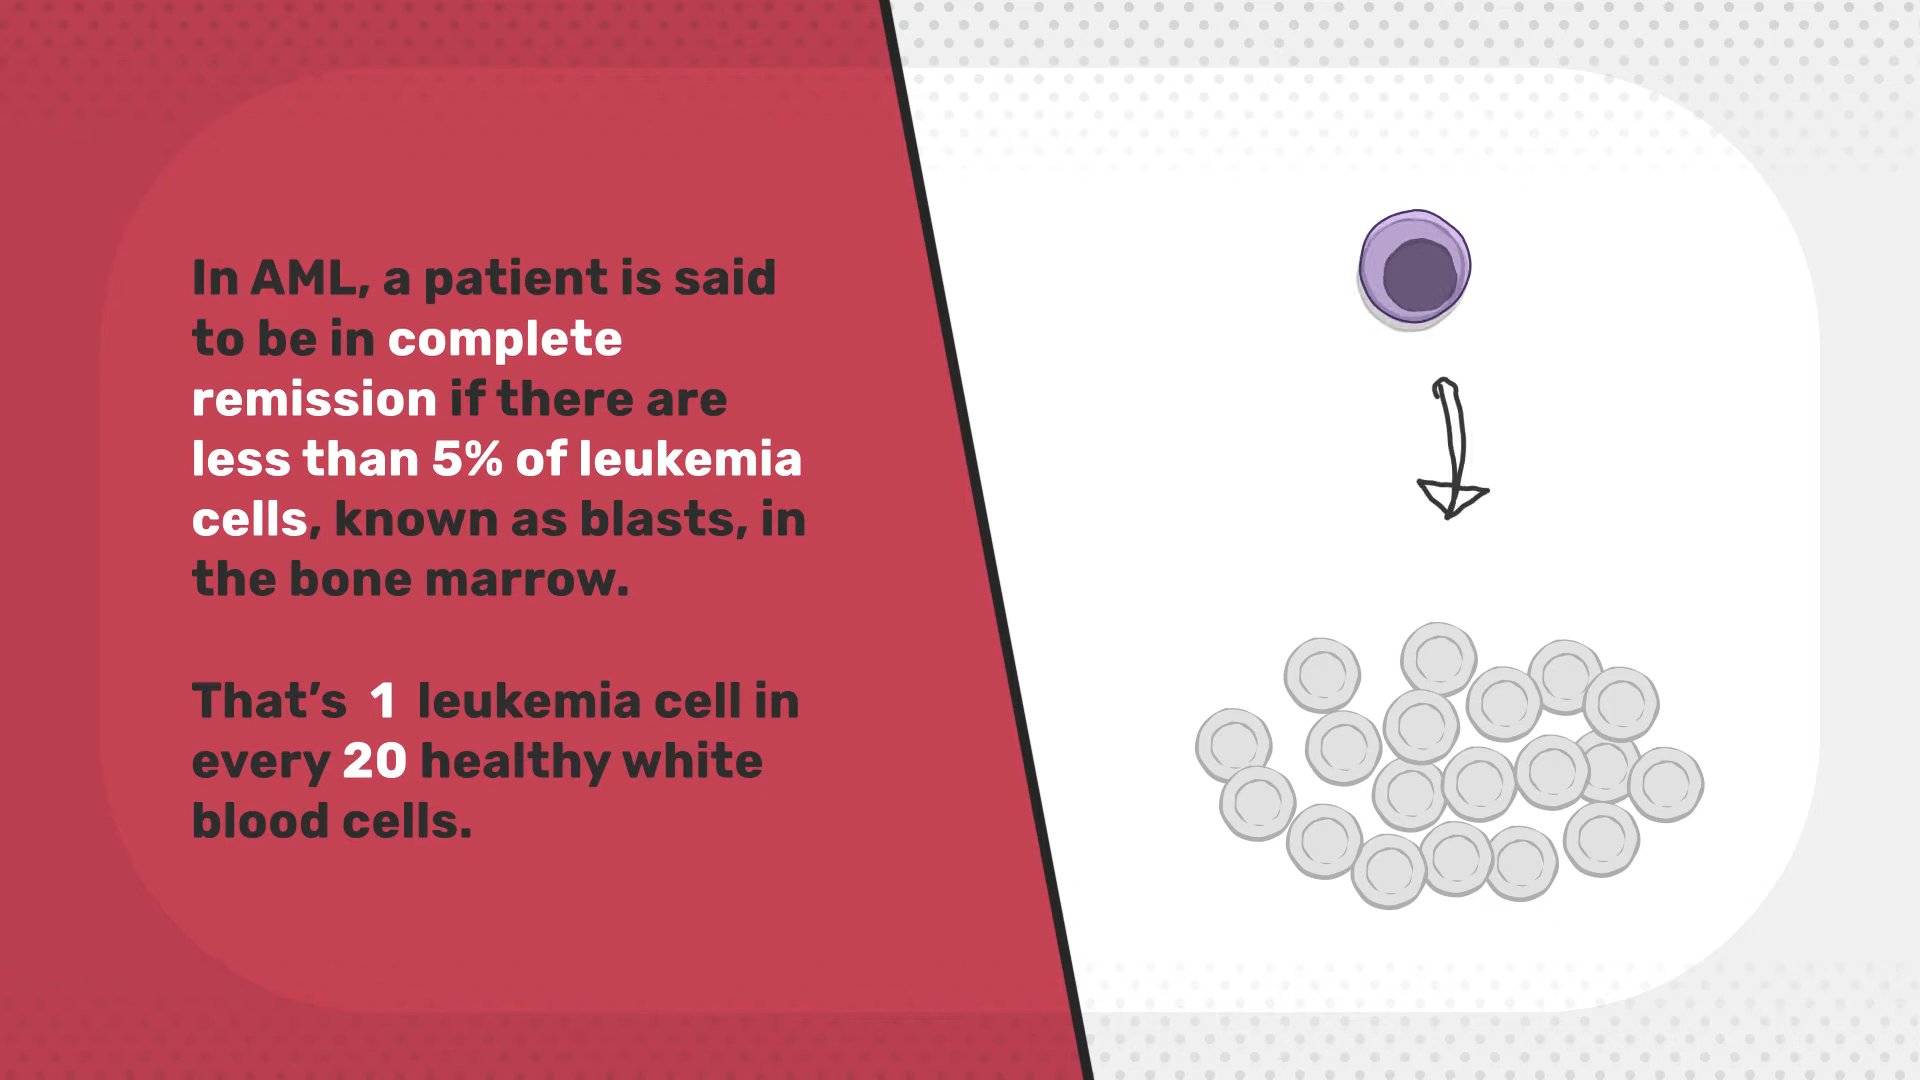 In AML, a patient is said
to be in complete
remission if there are
less than 5% of leukemia
cells, known as blasts, in
the bone marrow.
That’s 1 leukemia cell in
every 20 healthy white
blood cells.